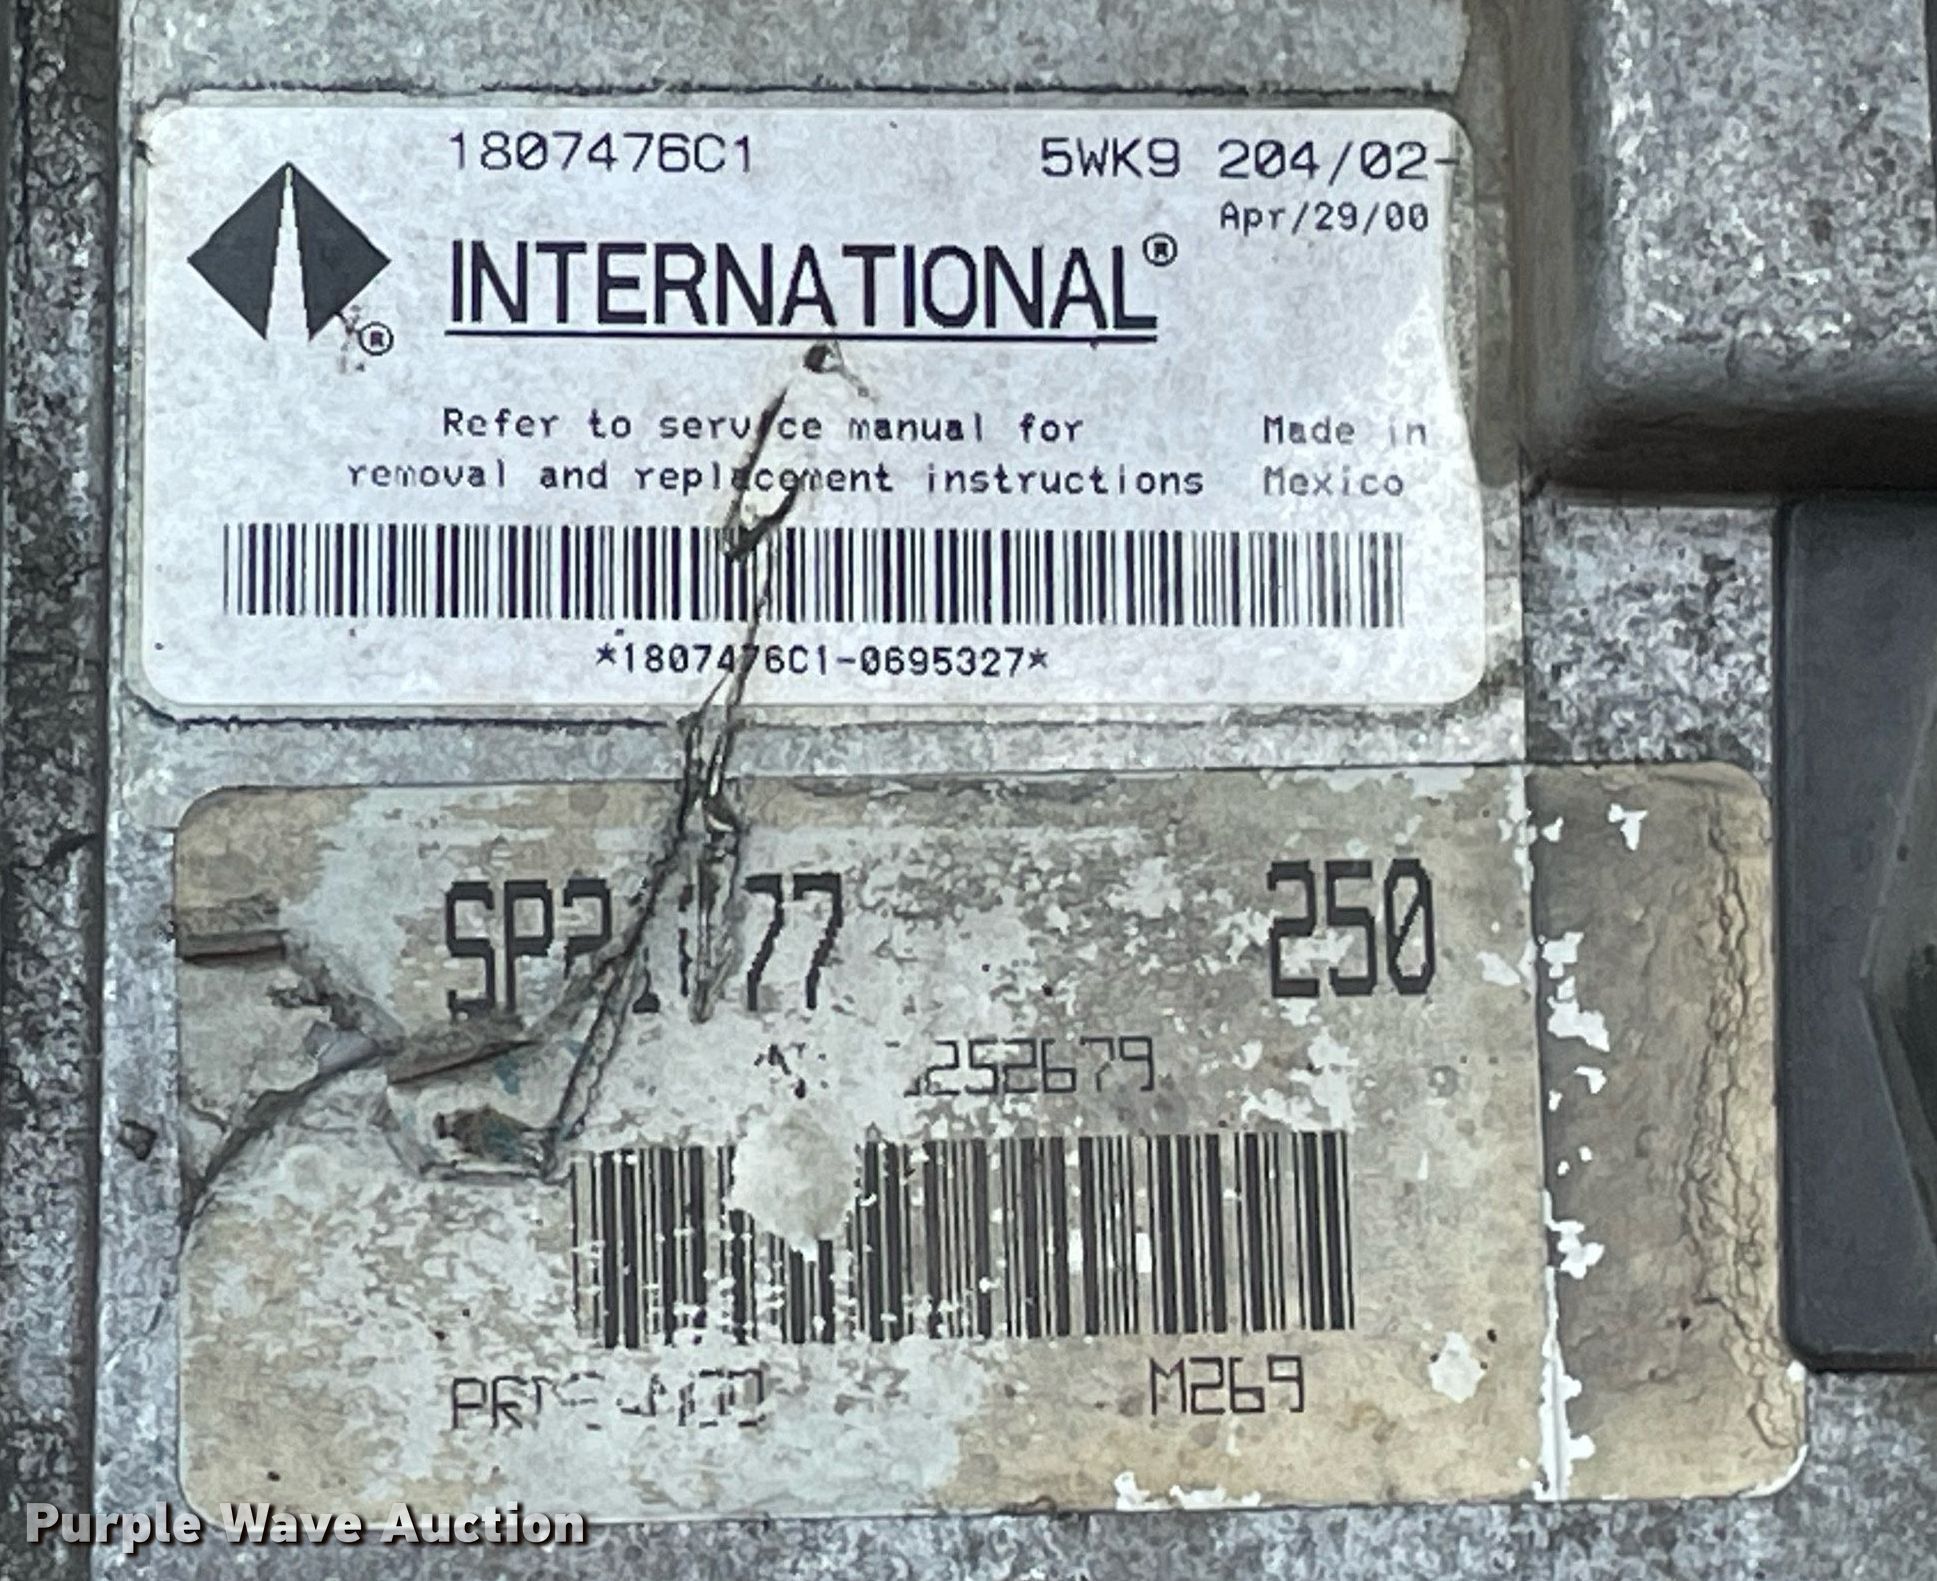 1807476C1 5WK9 204/02-
Apr/29/00
INTERNATIONAL®
®
Refer to service manual for Made in
removal and replacement instructions Mexico
*1807476C1-0695327*
250
252679
M269
Purple Wave Auction